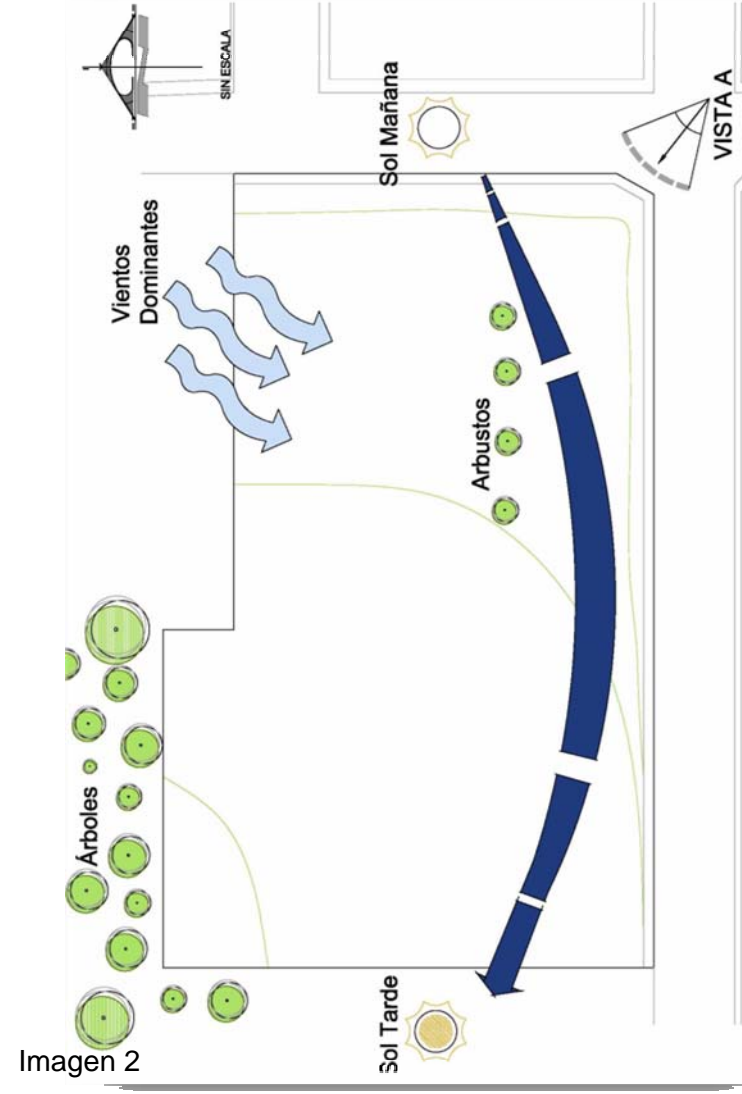 SIN ESCALA
Sol Mañana
VISTA A
Vientos
Dominantes
Arbustos
Árboles
Sol Tarde
Imagen 2